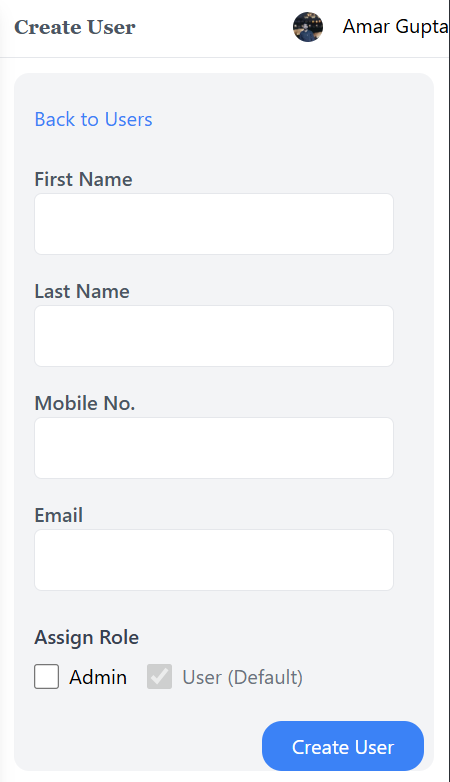 Create User Amar Gupta
Back to Users
First Name
Last Name
Mobile No.
Email
Assign Role
Admin User (Default)
Create User